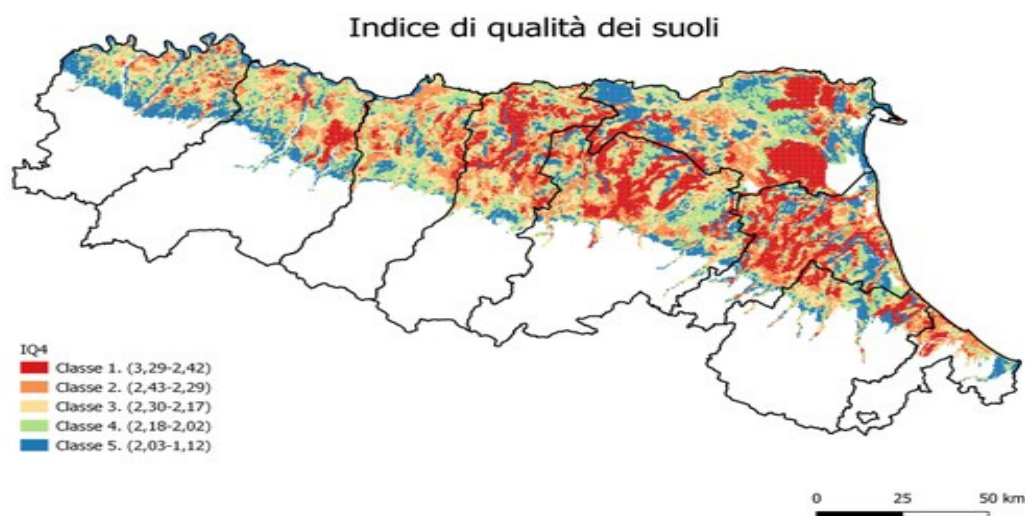 Indice di qualità dei suoli
IQ4
Classe 1. (3,29-2,42)
Classe 2. (2,43-2,29)
Classe 3. (2,30-2,17)
Classe 4. (2,18-2,02)
Classe 5. (2,03-1,12)
0 25 50 km